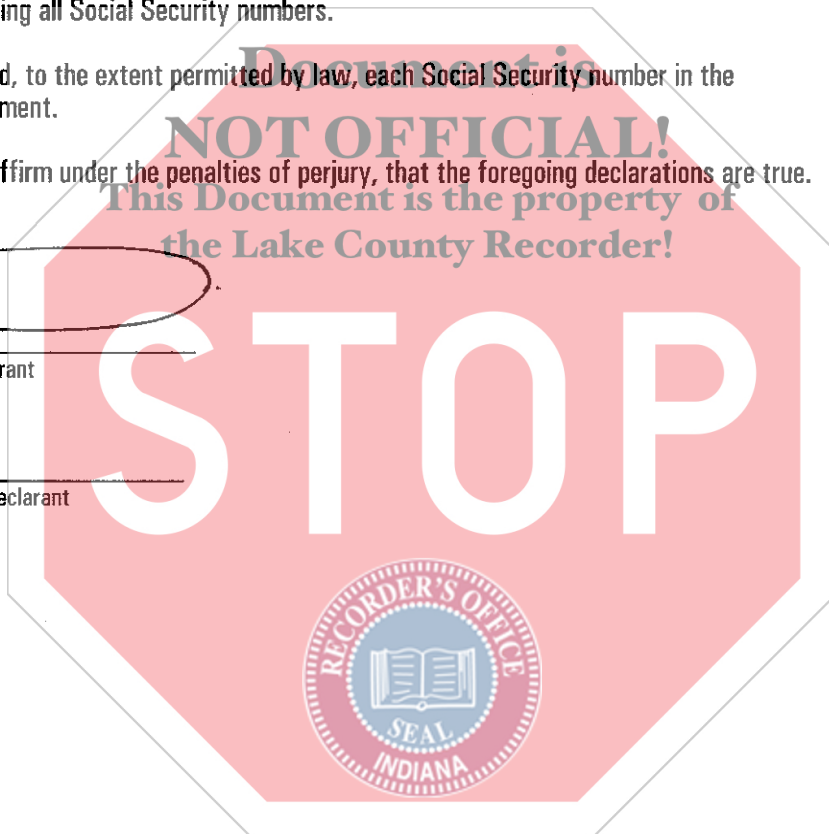 ing all Social Security numbers.
d, to the extent permitted by law, each Social Security number in the
ment.
ffirm under the penalties of perjury, that the foregoing declarations are true.
Document is
NOT OFFICIAL!
This Document is the property of
the Lake County Recorder!
rant
eclarant
STOP
RECORDER'S OFFICE
SEAL
INDIANA